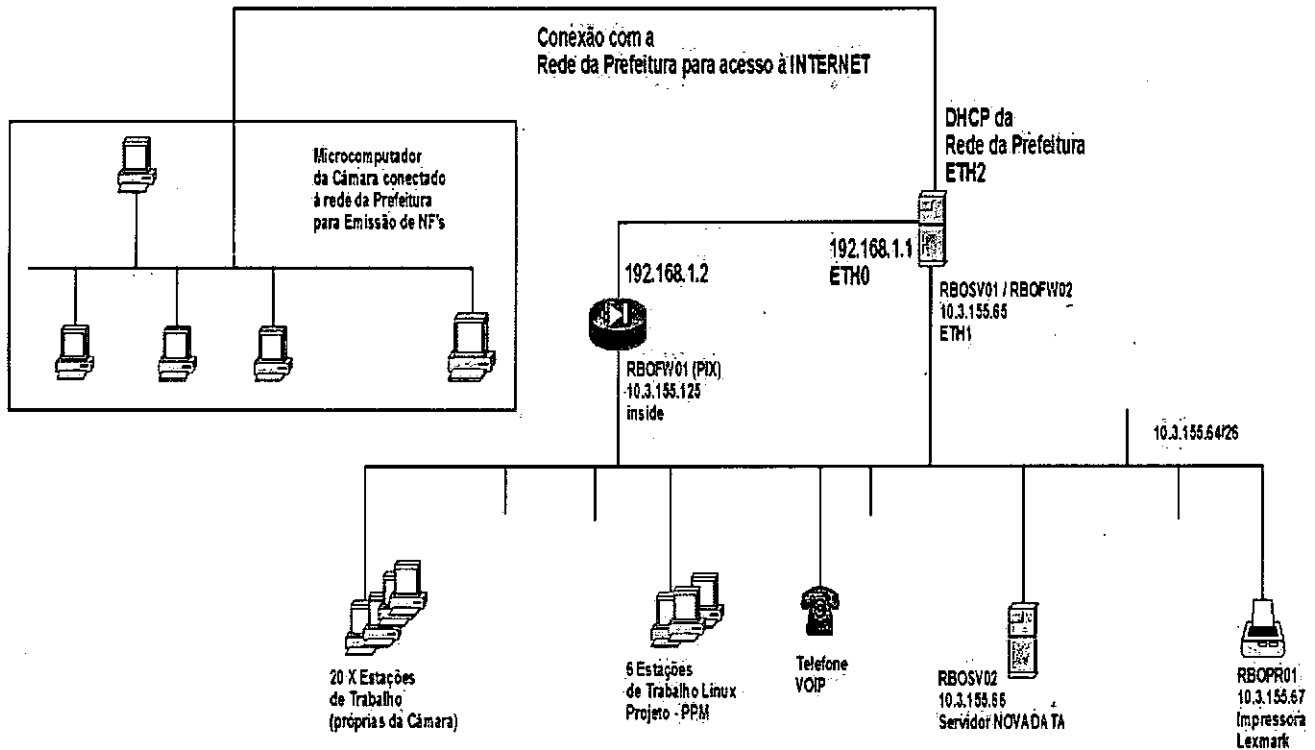 Conexão com a
Rede da Prefeitura para acesso à INTERNET
DHCP da
Rede da Prefeitura
ETH2
Microcomputador
da Câmara conectado
à rede da Prefeitura
para Emissão de NF's
192.168.1.1
ETH0
192.168.1.2
RBOSV01 / RBOFW02
10.3.155.65
ETH1
RBOFW01 (PIX)
10.3.155.125
inside
10.3.155.64/26
20 X Estações
de Trabalho
(próprias da Câmara)
6 Estações
de Trabalho Linux
Projeto - PPM
Telefone
VOIP
RBOSV02
10.3.155.66
Servidor NOVADATA
RBOPR01
10.3.155.67
Impressora
Lexmark